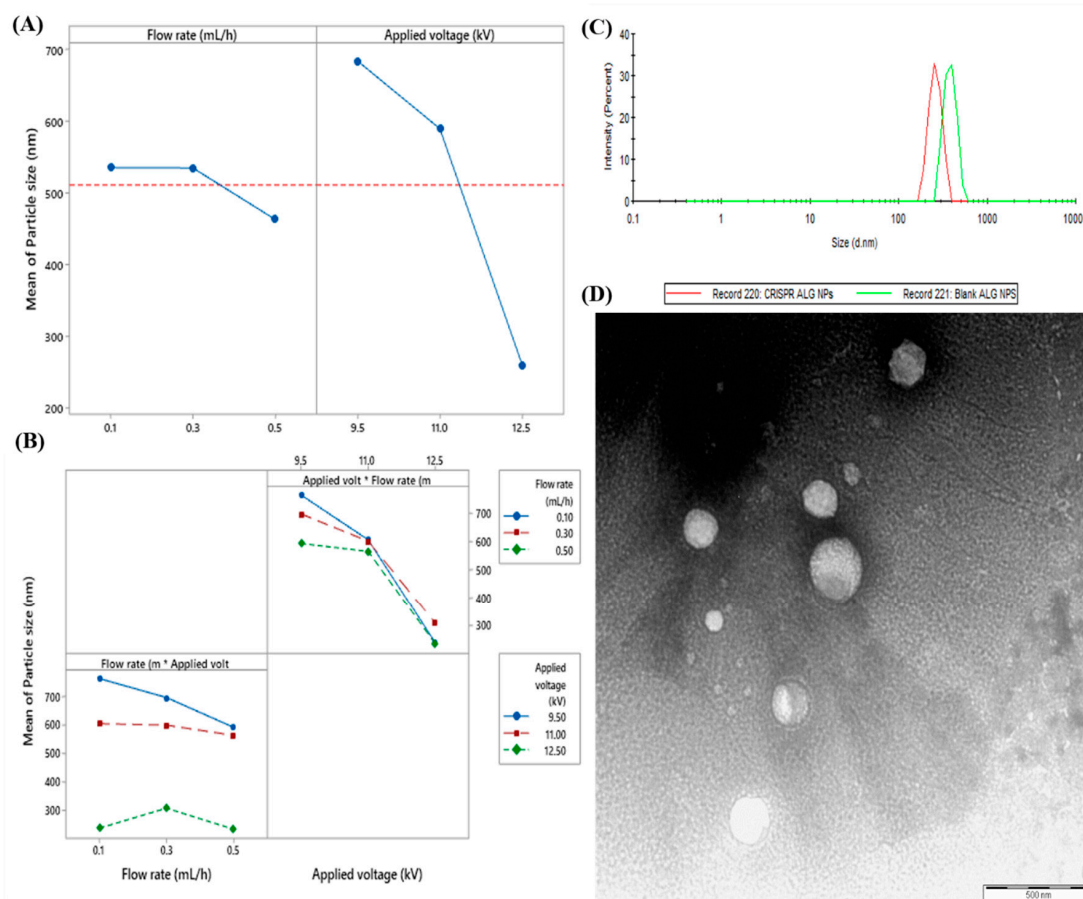 (A)
Flow rate (mL/h)
Applied voltage (kV)
Mean of Particle size (nm)
700
600
500
400
300
200
0.1
0.3
0.5
9.5
11.0
12.5
(B)
9.5
11.0
12.5
Applied volt * Flow rate (m
700
600
500
400
300
Flow rate
(mL/h)
0.10
0.30
0.50
Mean of Particle size (nm)
Flow rate (m * Applied volt
700
600
500
400
300
0.1
0.3
0.5
Applied
voltage
(kV)
9.50
11.00
12.50
Flow rate (mL/h)
Applied voltage (kV)
(C)
Intensity (Percent)
40
30
20
10
0
0.1
1
10
100
1000
1000
Size (d.nm)
Record 220: CRISPR ALG NPs
Record 221: Blank ALG NPS
(D)
500 nm